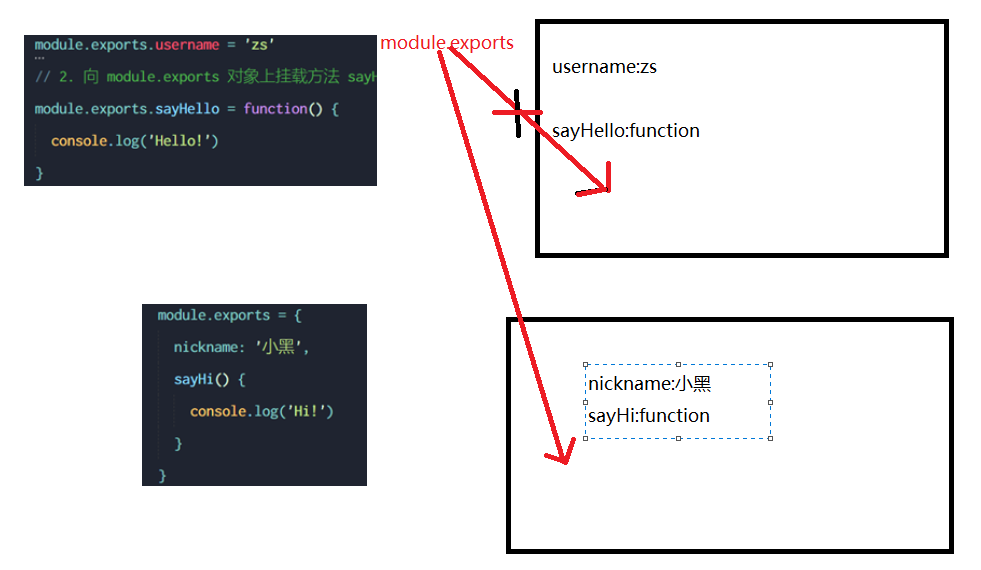 module.exports.username = 'zs'
// 2. 向 module.exports 对象上挂载方法 sayH
module.exports.sayHello = function() {
console.log('Hello!')
}
module.exports
username:zs
sayHello:function
module.exports = {
nickname: '小黑',
sayHi() {
console.log('Hi!')
}
}
nickname:小黑
sayHi:function